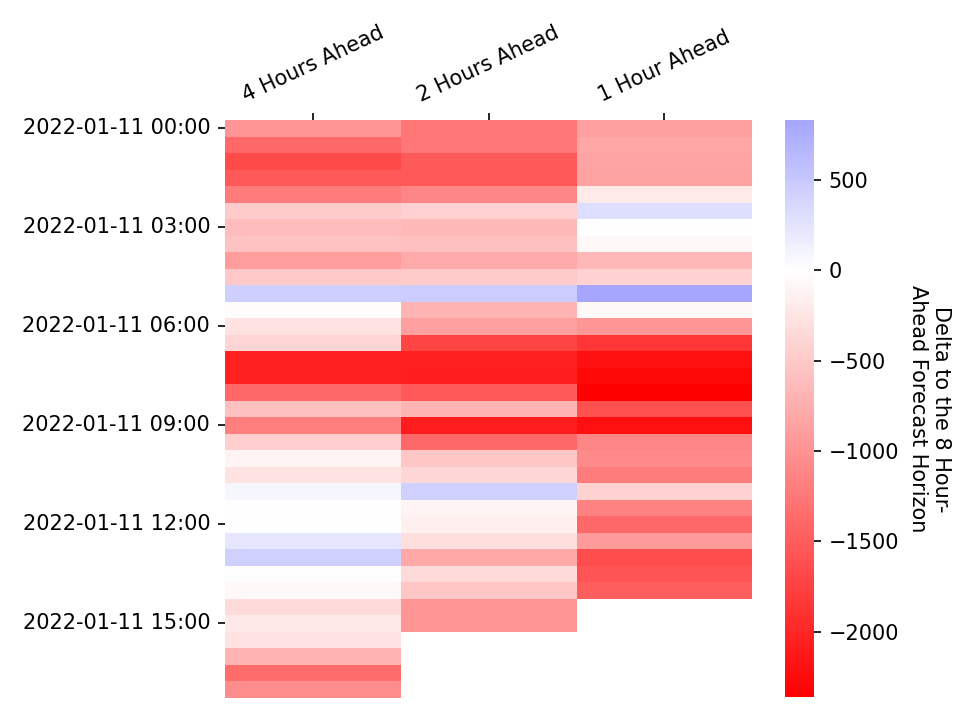 4 Hours Ahead
2 Hours Ahead
1 Hour Ahead
2022-01-11 00:00
2022-01-11 03:00
2022-01-11 06:00
2022-01-11 09:00
2022-01-11 12:00
2022-01-11 15:00
500
0
−500
−1000
−1500
−2000
Delta to the 8 Hour-
Ahead Forecast Horizon